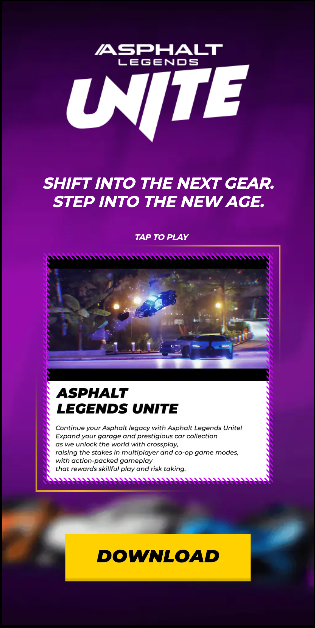 ASPHALT
LEGENDS
UNITE
SHIFT INTO THE NEXT GEAR.
STEP INTO THE NEW AGE.
TAP TO PLAY
ASPHALT
LEGENDS UNITE
Continue your Asphalt legacy with Asphalt Legends Unite!
Expand your garage and prestigious car collection
as we unlock the world with crossplay,
raising the stakes in multiplayer and co-op game modes,
with action-packed gameplay
that rewards skillful play and risk taking.
DOWNLOAD